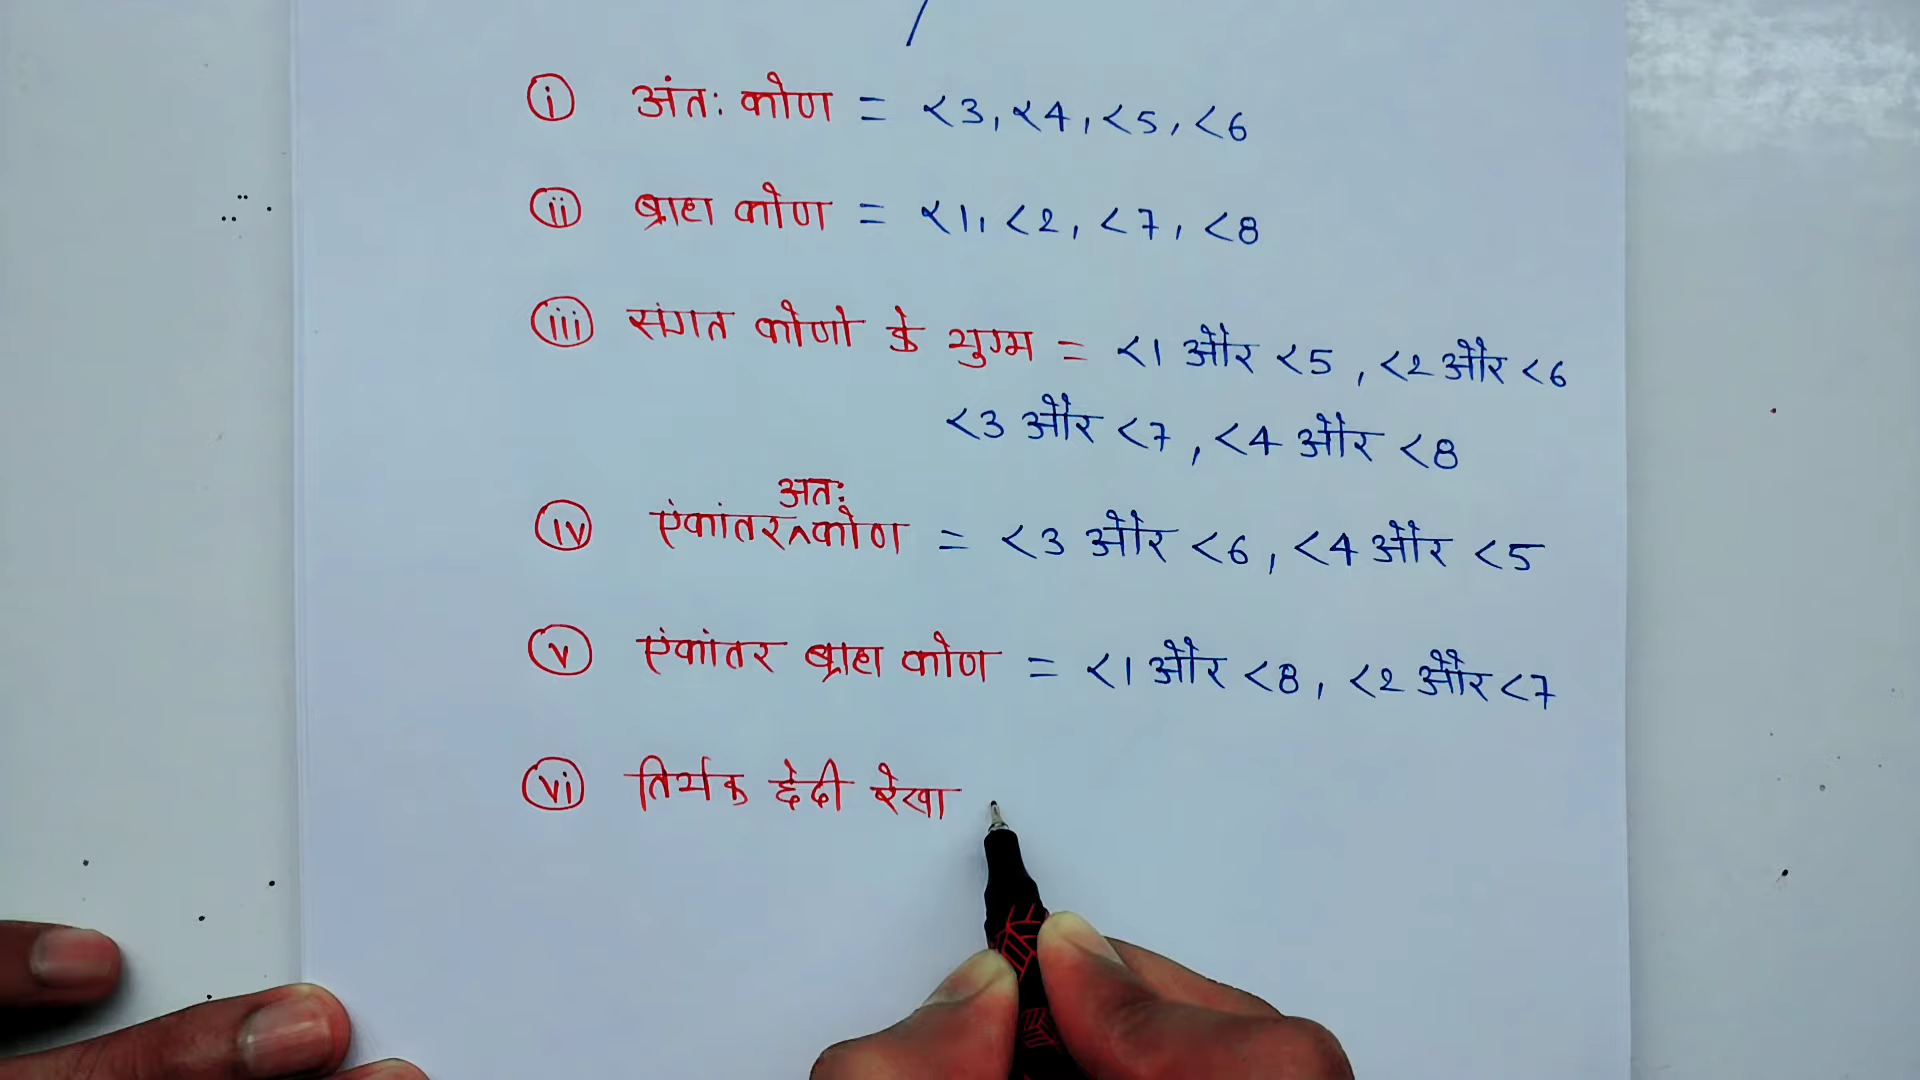 (i) अंतः कोण = <3, <4, <5, <6
(ii) ब्राह्म कोण = <1, <2, <7, <8
(iii) संगत कोणो के युग्म = <1 और <5, <2 और <6
<3 और <7, <4 और <8
(iv) एंकांतर ^ अतः कोण = <3 और <6, <4 और <5
(v) एंकांतर ब्राह्म कोण = <1 और <8, <2 और <7
(vi) तिर्यक छेदी रेखा